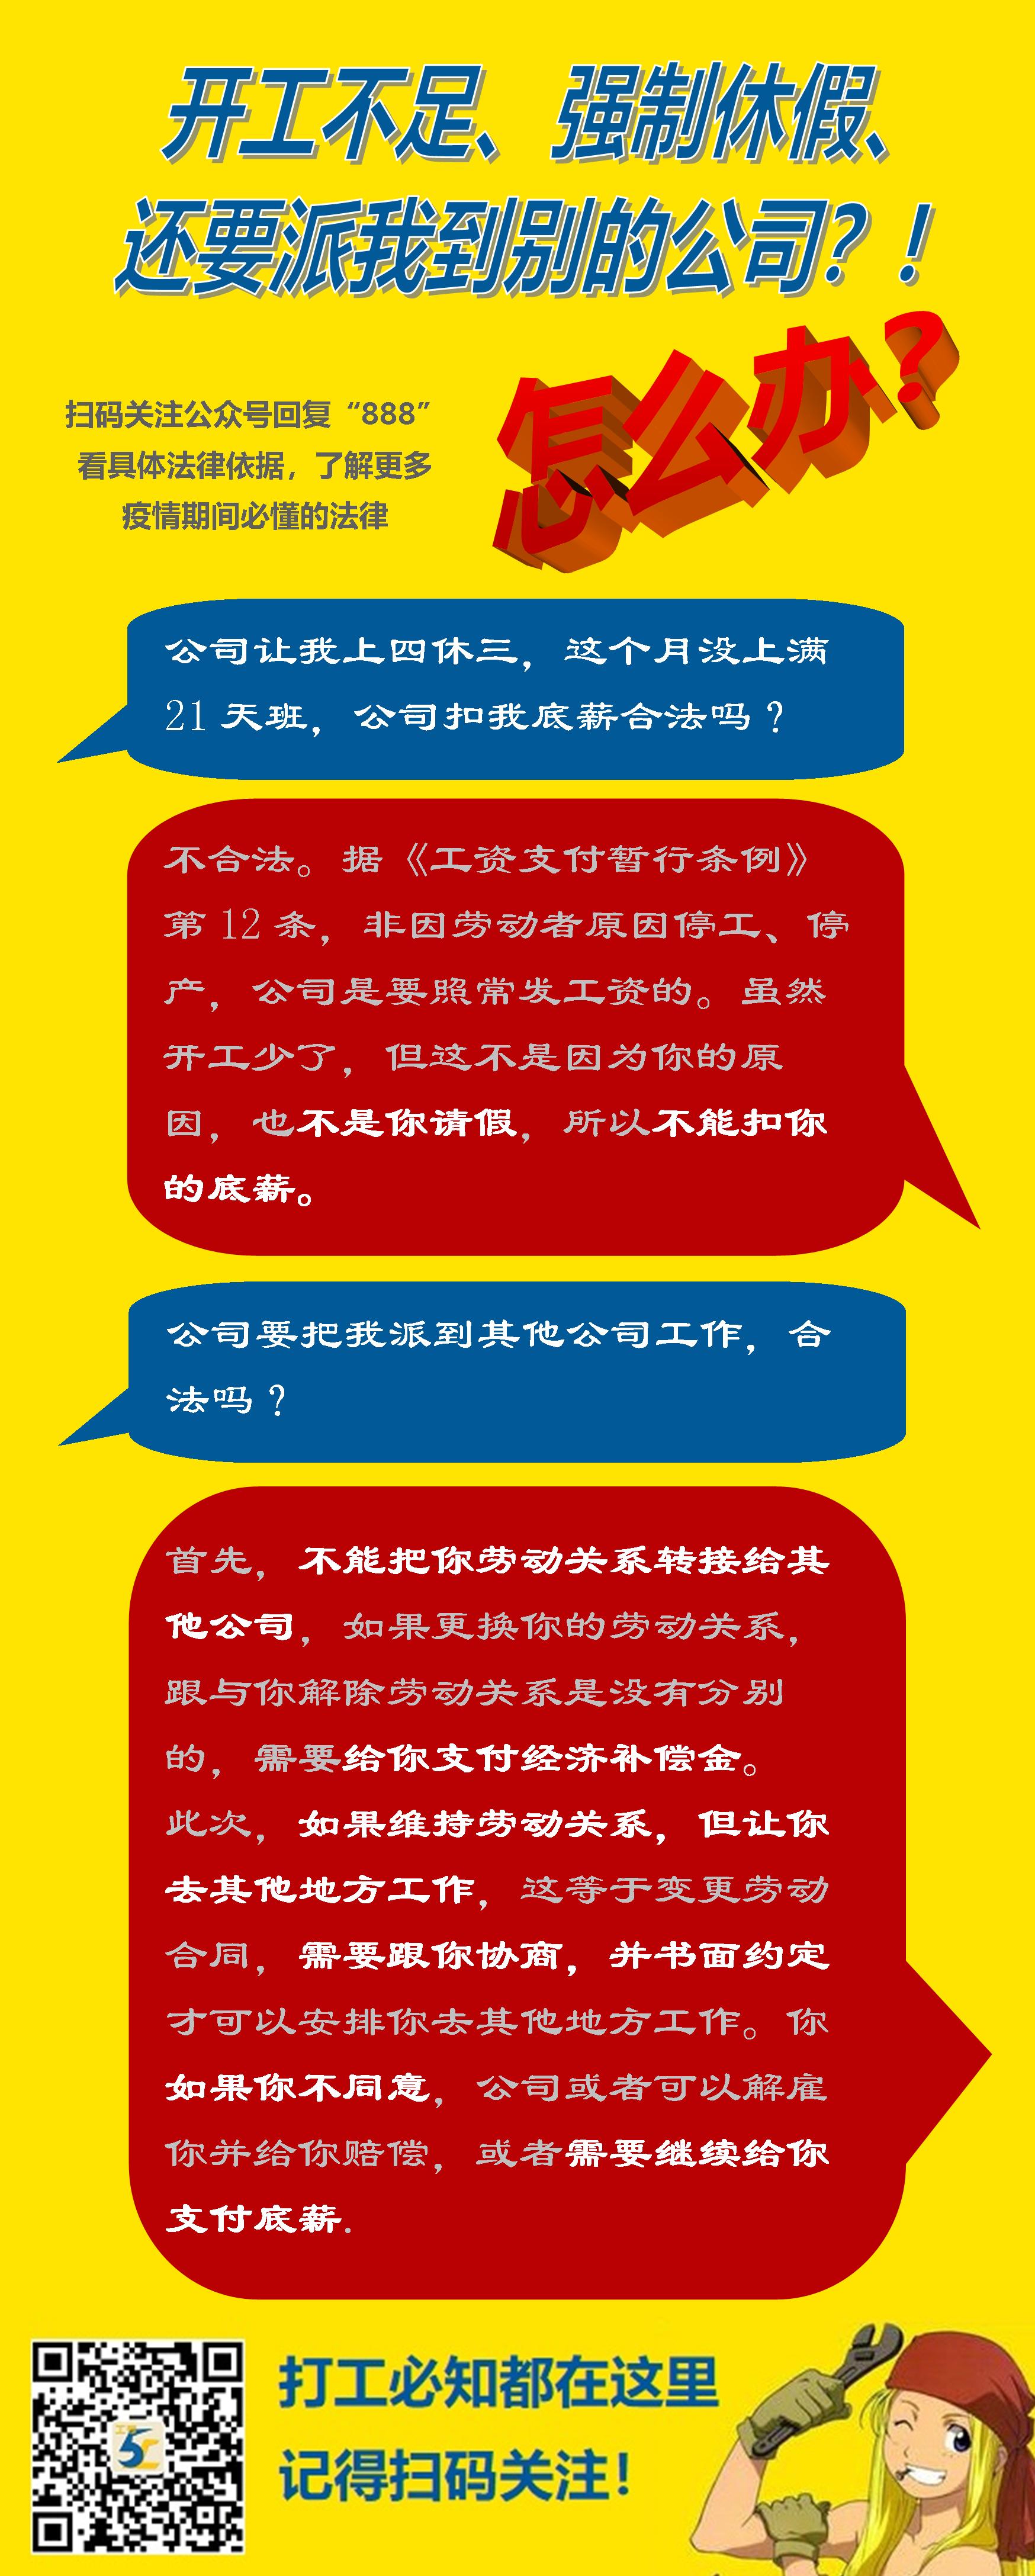 开工不足、强制休假、
还要派我到别的公司？！
怎么办?
扫码关注公众号回复“888”
看具体法律依据，了解更多
疫情期间必懂的法律
公司让我上四休三，这个月没上满
21 天班，公司扣我底薪合法吗？
不合法。据《工资支付暂行条例》
第 12 条，非因劳动者原因停工、停
产，公司是要照常发工资的。虽然
开工少了，但这不是因为你的原
因，也不是你请假，所以不能扣你
的底薪。
公司要把我派到其他公司工作，合
法吗？
首先，不能把你劳动关系转接给其
他公司，如果更换你的劳动关系，
跟与你解除劳动关系是没有分别
的，需要给你支付经济补偿金。
此次，如果维持劳动关系，但让你
去其他地方工作，这等于变更劳动
合同，需要跟你协商，并书面约定
才可以安排你去其他地方工作。你
如果你不同意，公司或者可以解雇
你并给你赔偿，或者需要继续给你
支付底薪.
打工必知都在这里
记得扫码关注！